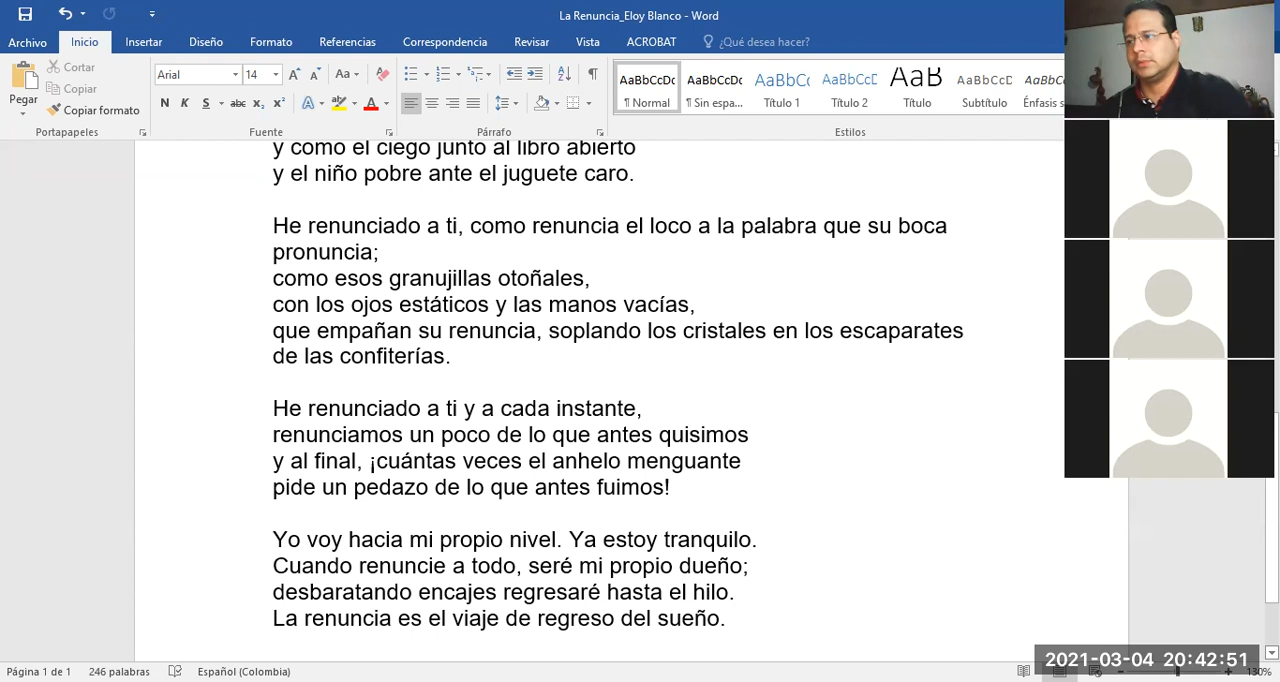 La Renuncia_Eloy Blanco - Word
Archivo Inicio Insertar Diseño Formato Referencias Correspondencia Revisar Vista ACROBAT ¿Qué desea hacer?
Pegar
Cortar
Copiar
Copiar formato
Portapapeles
Arial 14
N K S abc x₂ x²
Fuente
Párrafo
AaBbCcDc AaBbCcDc AaBbC AaBbCcD AaB AaBbCcD
¶ Normal ¶ Sin espa... Título 1 Título 2 Título Subtítulo Énfasis s
Estilos
y como el ciego junto al libro abierto
y el niño pobre ante el juguete caro.
He renunciado a ti, como renuncia el loco a la palabra que su boca
pronuncia;
como esos granujillas otoñales,
con los ojos estáticos y las manos vacías,
que empañan su renuncia, soplando los cristales en los escaparates
de las confiterías.
He renunciado a ti y a cada instante,
renunciamos un poco de lo que antes quisimos
y al final, ¡cuántas veces el anhelo menguante
pide un pedazo de lo que antes fuimos!
Yo voy hacia mi propio nivel. Ya estoy tranquilo.
Cuando renuncie a todo, seré mi propio dueño;
desbaratando encajes regresaré hasta el hilo.
La renuncia es el viaje de regreso del sueño.
Página 1 de 1 246 palabras Español (Colombia) 130%
2021-03-04 20:42:51